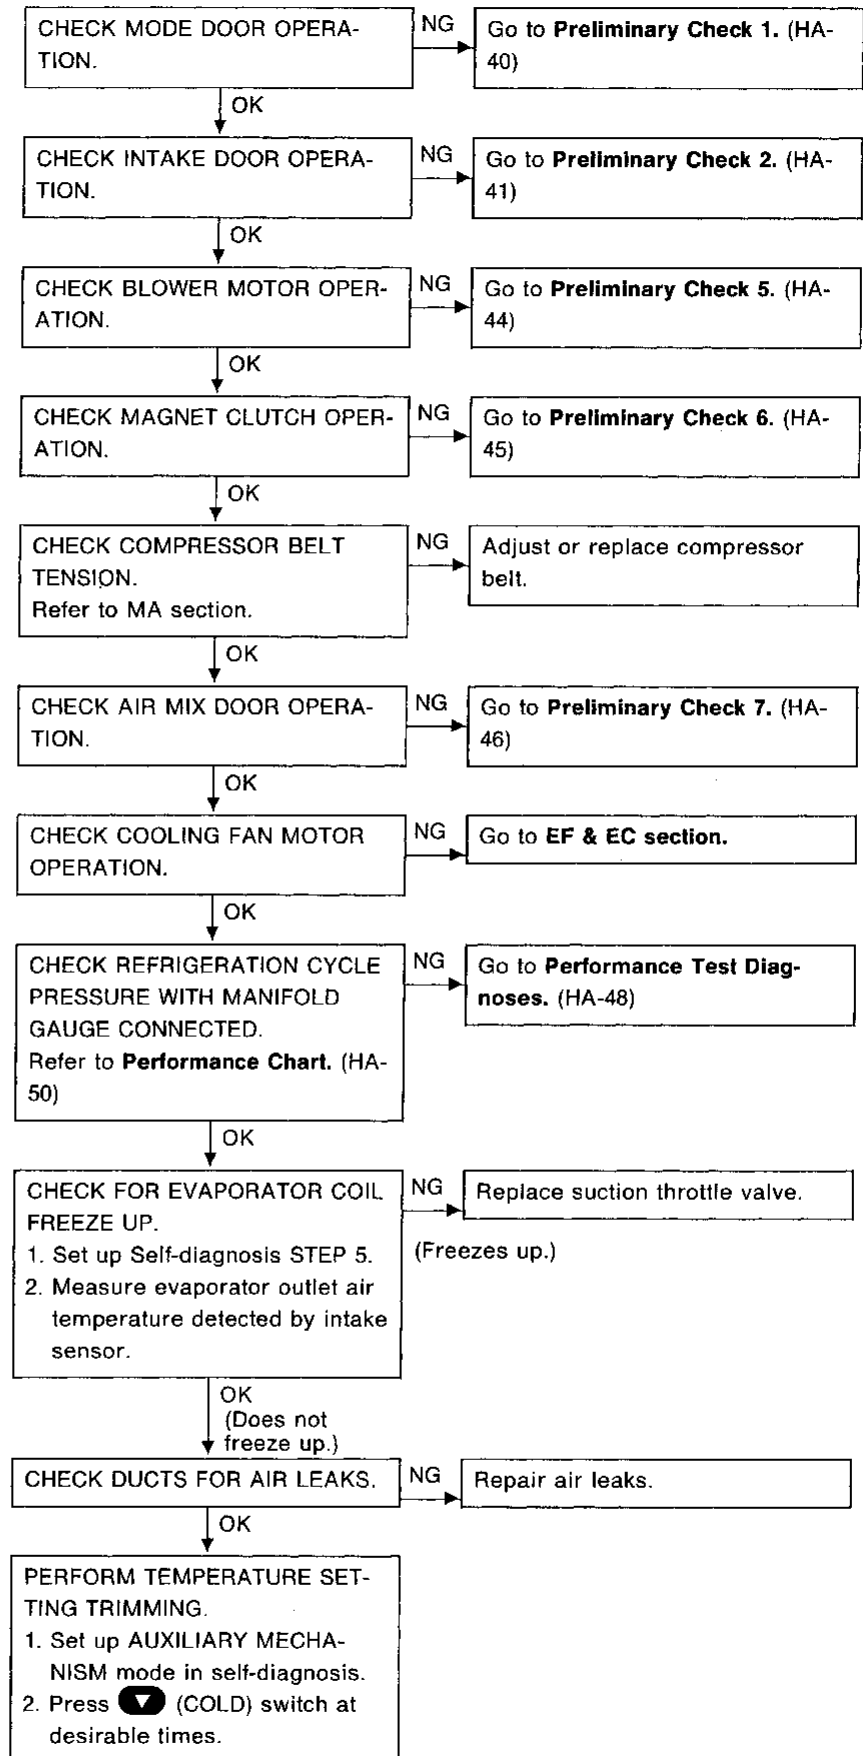 CHECK MODE DOOR OPERA-
TION.
NG
Go to Preliminary Check 1. (HA-
40)
OK
CHECK INTAKE DOOR OPERA-
TION.
NG
Go to Preliminary Check 2. (HA-
41)
OK
CHECK BLOWER MOTOR OPER-
ATION.
NG
Go to Preliminary Check 5. (HA-
44)
OK
CHECK MAGNET CLUTCH OPER-
ATION.
NG
Go to Preliminary Check 6. (HA-
45)
OK
CHECK COMPRESSOR BELT
TENSION.
Refer to MA section.
NG
Adjust or replace compressor
belt.
OK
CHECK AIR MIX DOOR OPERA-
TION.
NG
Go to Preliminary Check 7. (HA-
46)
OK
CHECK COOLING FAN MOTOR
OPERATION.
NG
Go to EF & EC section.
OK
CHECK REFRIGERATION CYCLE
PRESSURE WITH MANIFOLD
GAUGE CONNECTED.
Refer to Performance Chart. (HA-
50)
NG
Go to Performance Test Diag-
noses. (HA-48)
OK
CHECK FOR EVAPORATOR COIL
FREEZE UP.
1. Set up Self-diagnosis STEP 5.
2. Measure evaporator outlet air
temperature detected by intake
sensor.
NG
(Freezes up.)
Replace suction throttle valve.
OK
(Does not
freeze up.)
CHECK DUCTS FOR AIR LEAKS.
NG
Repair air leaks.
OK
PERFORM TEMPERATURE SET-
TING TRIMMING.
1. Set up AUXILIARY MECHA-
NISM mode in self-diagnosis.
2. Press ▼ (COLD) switch at
desirable times.